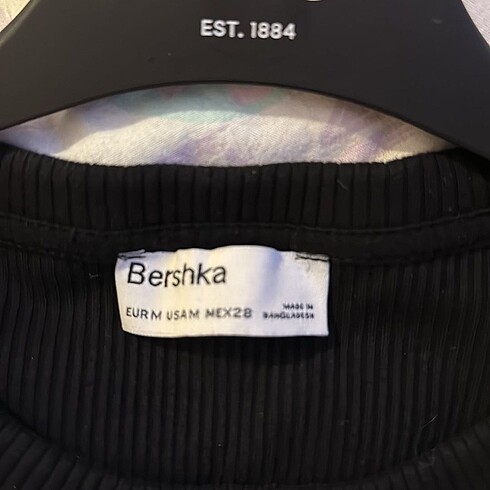 EST. 1884
Bershka
EUR M USA M MEX 28
MADE IN
BANGLADESH